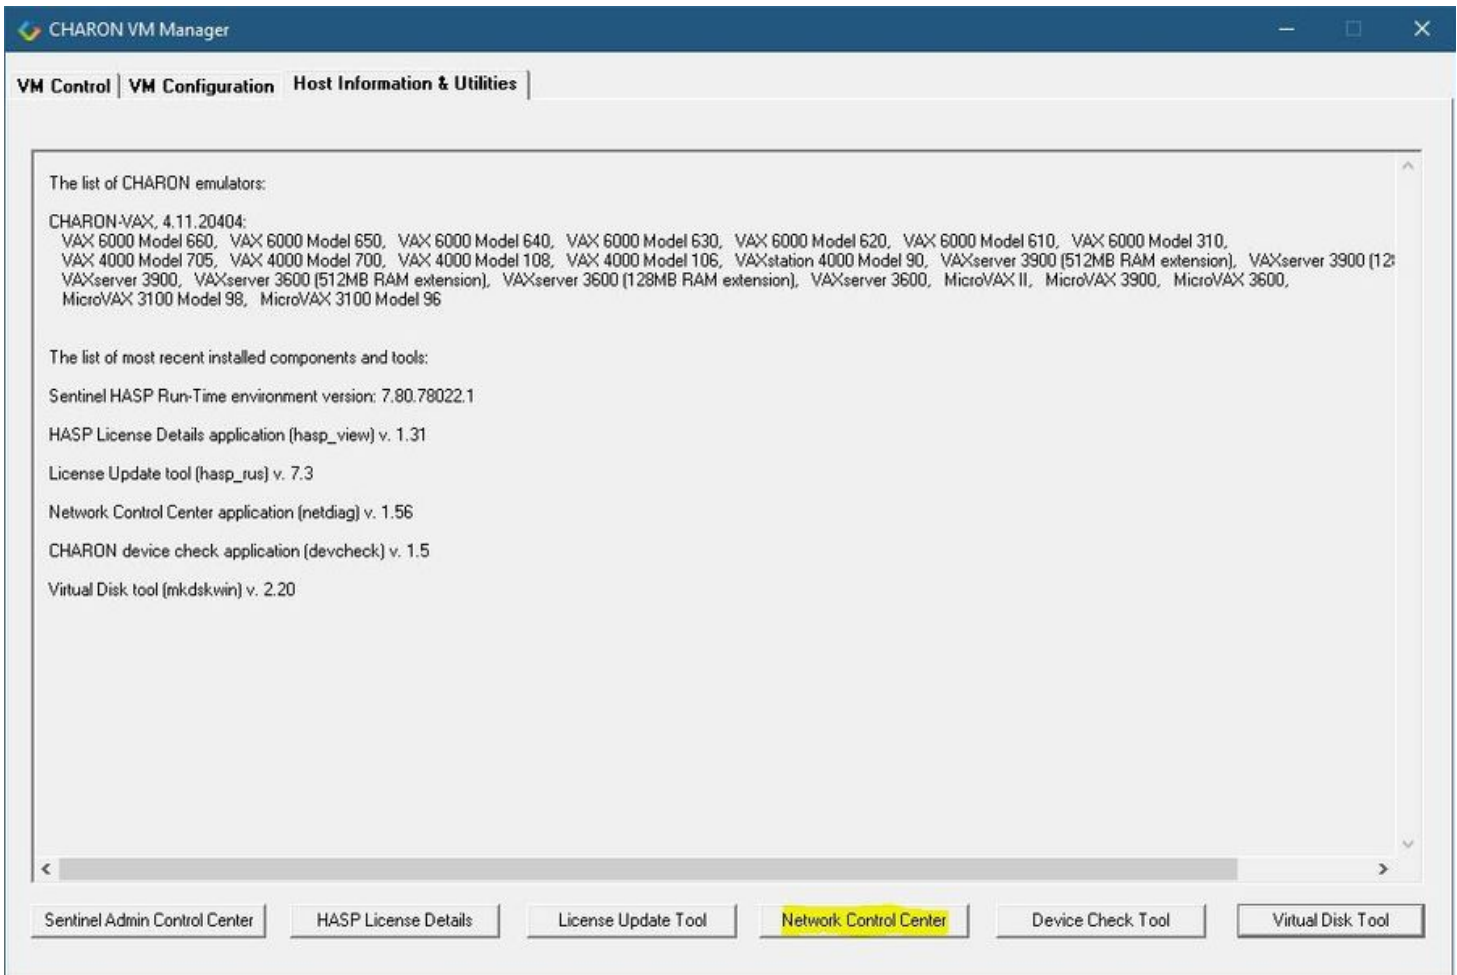 CHARON VM Manager
VM Control VM Configuration Host Information & Utilities
The list of CHARON emulators:
CHARON-VAX, 4.11.20404:
VAX 6000 Model 660, VAX 6000 Model 650, VAX 6000 Model 640, VAX 6000 Model 630, VAX 6000 Model 620, VAX 6000 Model 610, VAX 6000 Model 310,
VAX 4000 Model 705, VAX 4000 Model 700, VAX 4000 Model 108, VAX 4000 Model 106, VAXstation 4000 Model 90, VAXserver 3900 (512MB RAM extension), VAXserver 3900 (12
VAXserver 3900, VAXserver 3600 (512MB RAM extension), VAXserver 3600 (128MB RAM extension), VAXserver 3600, MicroVAX II, MicroVAX 3900, MicroVAX 3600,
MicroVAX 3100 Model 98, MicroVAX 3100 Model 96
The list of most recent installed components and tools:
Sentinel HASP Run-Time environment version: 7.80.78022.1
HASP License Details application (hasp_view) v. 1.31
License Update tool (hasp_rus) v. 7.3
Network Control Center application (netdiag) v. 1.56
CHARON device check application (devcheck) v. 1.5
Virtual Disk tool (mkdskwin) v. 2.20
Sentinel Admin Control Center HASP License Details License Update Tool Network Control Center Device Check Tool Virtual Disk Tool